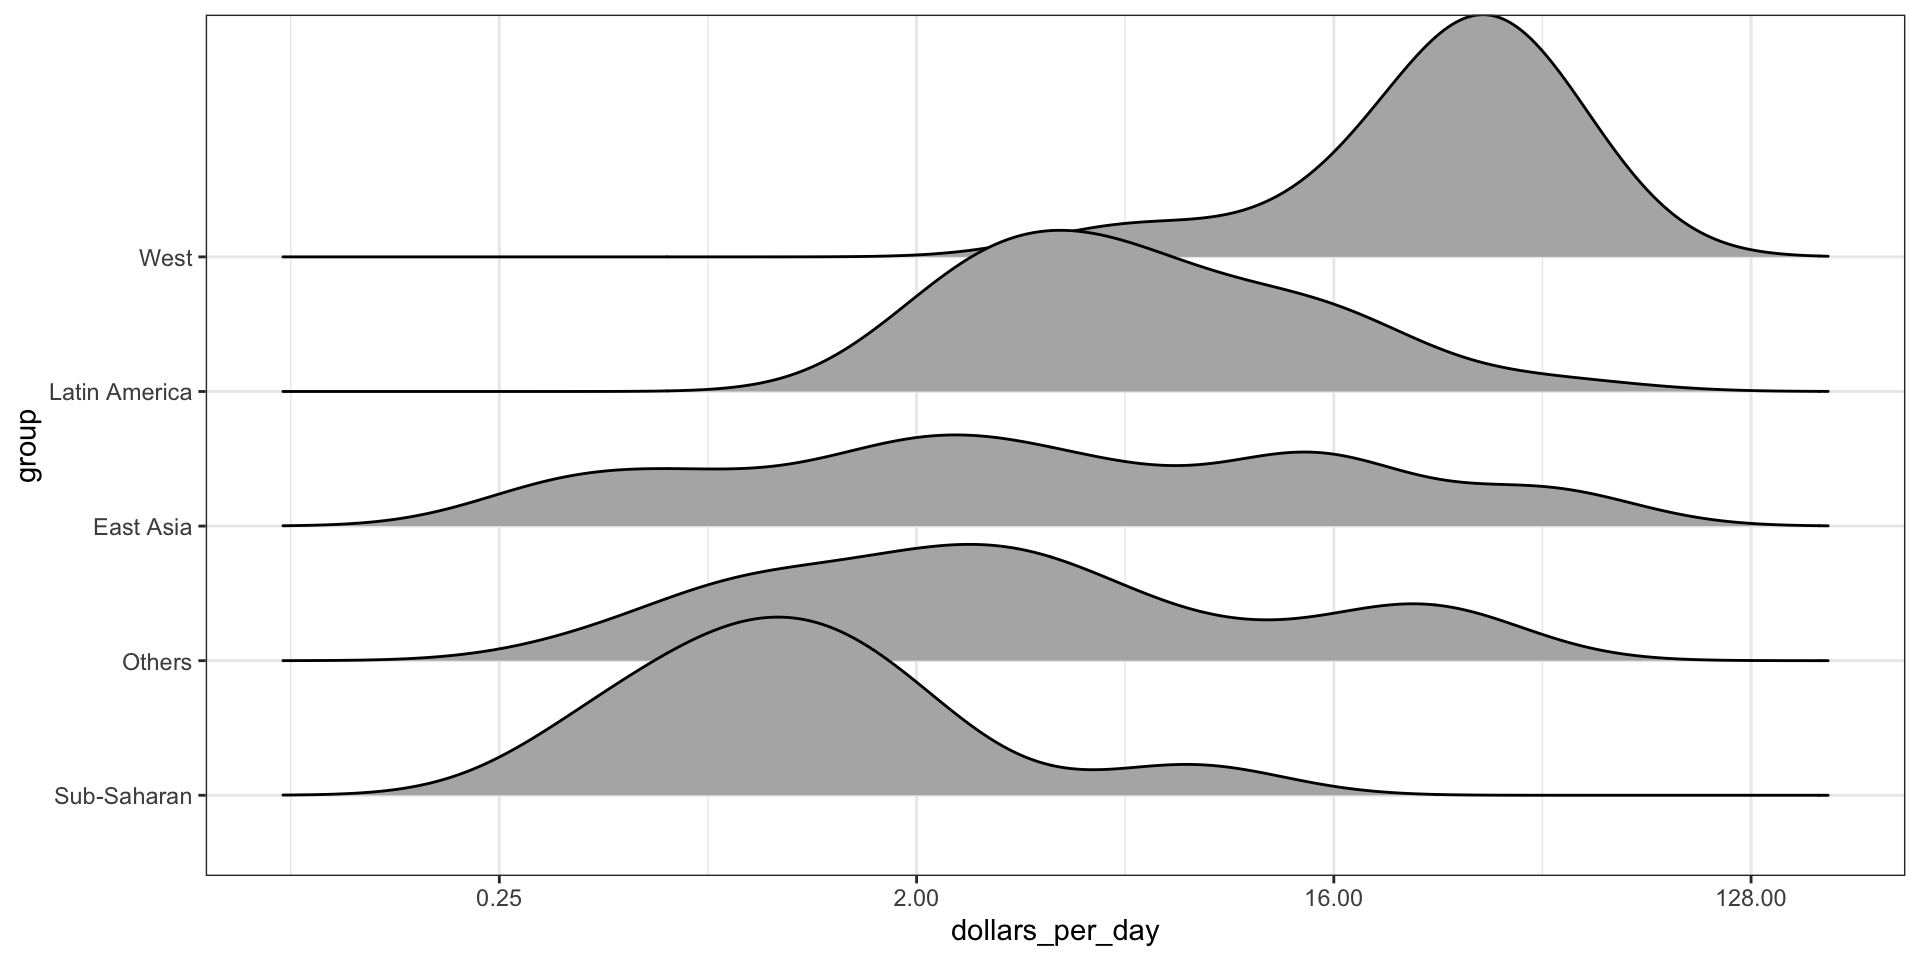 West
Latin America
East Asia
Others
Sub-Saharan
group
0.25 2.00 16.00 128.00
dollars_per_day